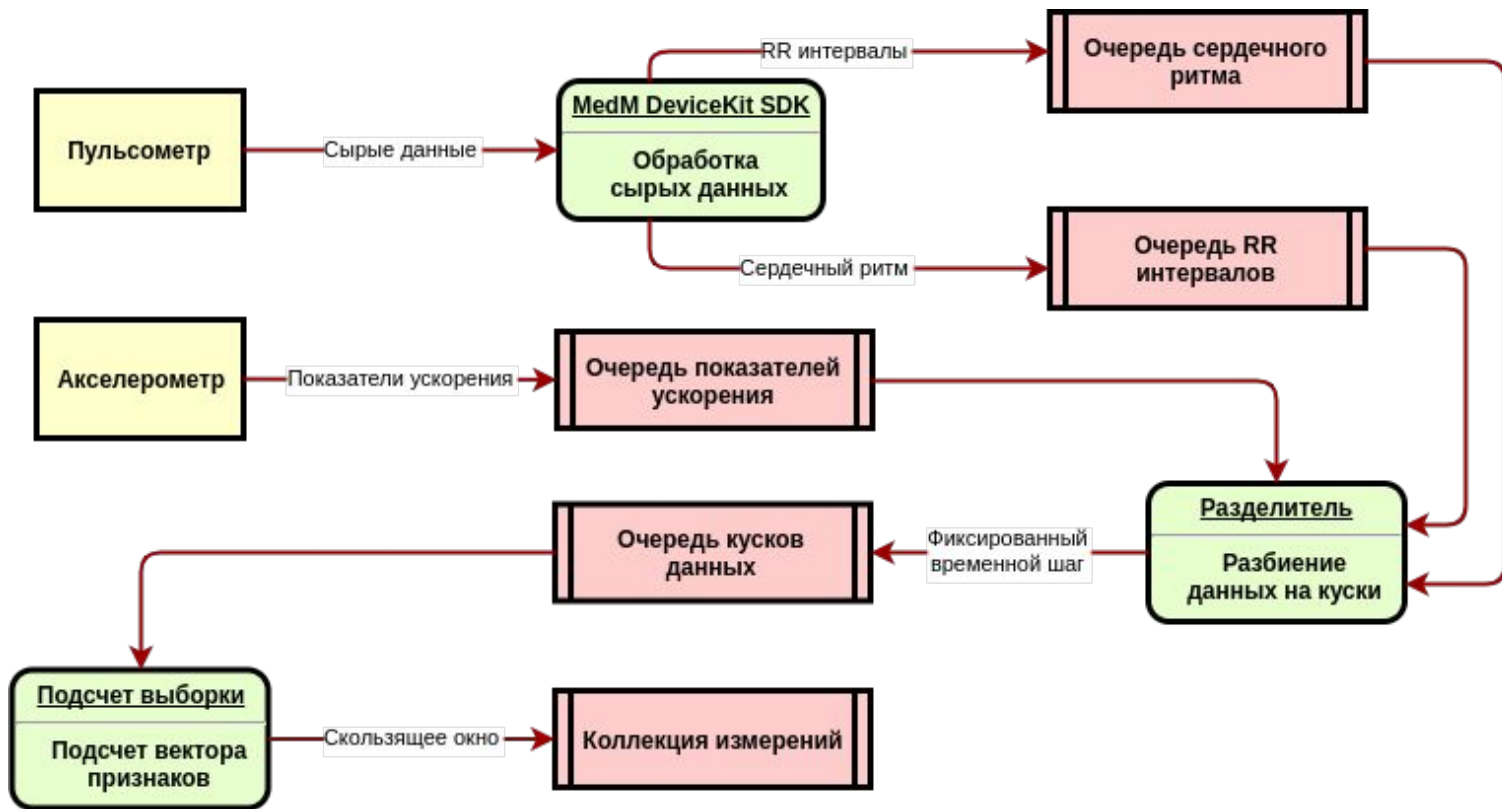 RR интервалы
Очередь сердечного
ритма
MedM DeviceKit SDK
Обработка
сырых данных
Пульсометр
Сырые данные
Сердечный ритм
Очередь RR
интервалов
Акселерометр
Показатели ускорения
Очередь показателей
ускорения
Разделитель
Разбиение
данных на куски
Фиксированный
временной шаг
Очередь кусков
данных
Подсчет выборки
Подсчет вектора
признаков
Скользящее окно
Коллекция измерений